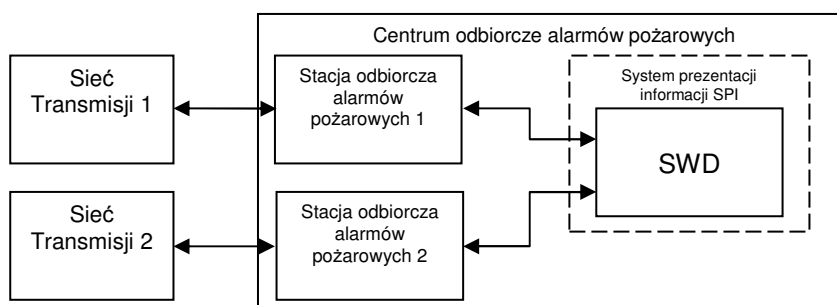 Centrum odbiorcze alarmów pożarowych
Sieć
Transmisji 1
Stacja odbiorcza
alarmów
pożarowych 1
System prezentacji
informacji SPI
SWD
Sieć
Transmisji 2
Stacja odbiorcza
alarmów
pożarowych 2